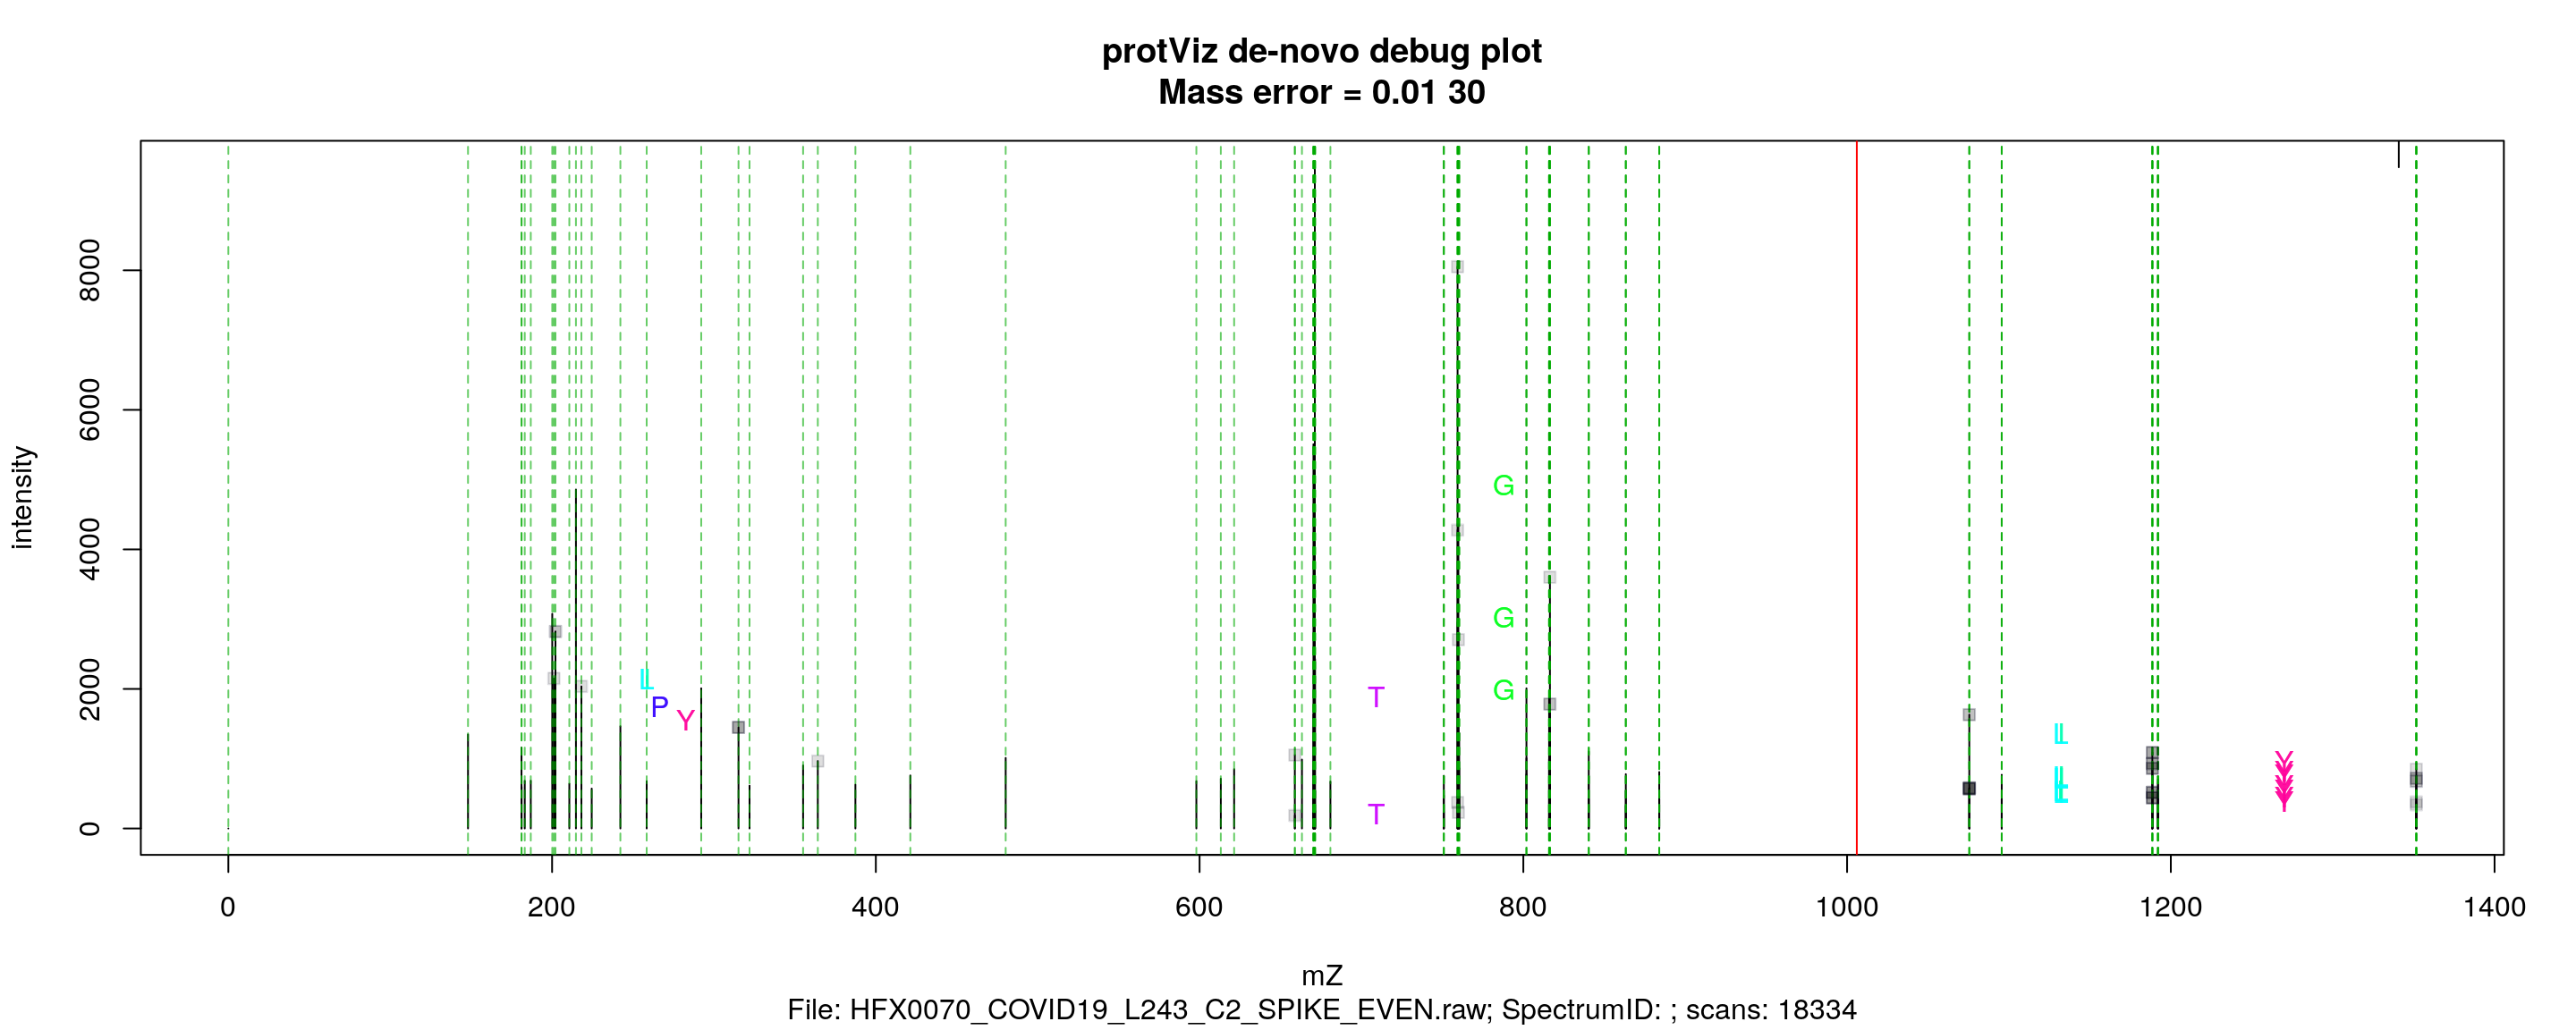 protViz de-novo debug plot
Mass error = 0.01 30
intensity
8000
6000
4000
2000
0
G
G
G
T
T
L
P
Y
L
L
Y
Y
0 200 400 600 800 1000 1200 1400
mZ
File: HFX0070_COVID19_L243_C2_SPIKE_EVEN.raw; SpectrumID: ; scans: 18334